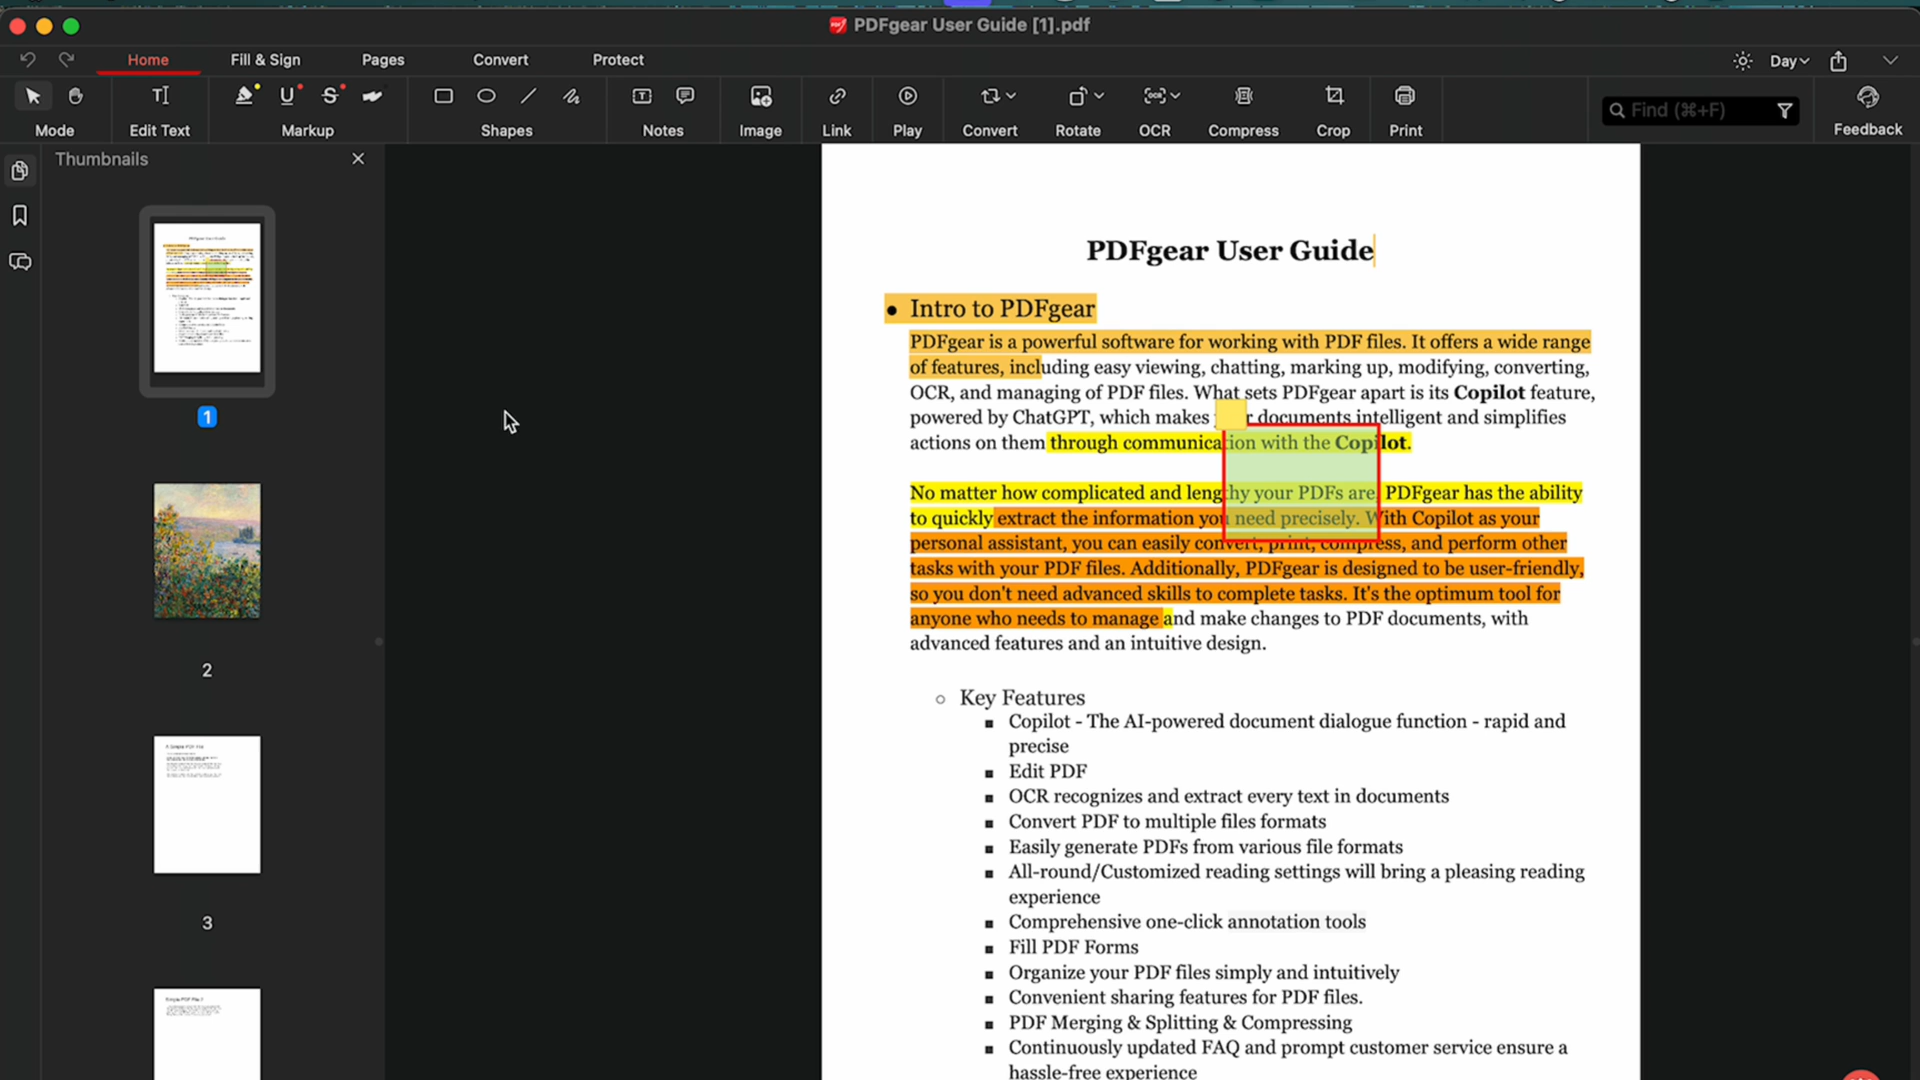 PDFgear User Guide [1].pdf
Home Fill & Sign Pages Convert Protect Day
Mode Edit Text Markup Shapes Notes Image Link Play Convert Rotate OCR Compress Crop Print Find (⌘+F) Feedback
Thumbnails
1
2
3
PDFgear User Guide
● Intro to PDFgear
PDFgear is a powerful software for working with PDF files. It offers a wide range
of features, including easy viewing, chatting, marking up, modifying, converting,
OCR, and managing of PDF files. What sets PDFgear apart is its Copilot feature,
powered by ChatGPT, which makes documents intelligent and simplifies
actions on them through communication with the Copilot.
No matter how complicated and lengthy your PDFs are, PDFgear has the ability
to quickly extract the information you need precisely. With Copilot as your
personal assistant, you can easily convert, print, compress, and perform other
tasks with your PDF files. Additionally, PDFgear is designed to be user-friendly,
so you don't need advanced skills to complete tasks. It's the optimum tool for
anyone who needs to manage and make changes to PDF documents, with
advanced features and an intuitive design.
○ Key Features
■ Copilot - The AI-powered document dialogue function - rapid and
precise
■ Edit PDF
■ OCR recognizes and extract every text in documents
■ Convert PDF to multiple files formats
■ Easily generate PDFs from various file formats
■ All-round/Customized reading settings will bring a pleasing reading
experience
■ Comprehensive one-click annotation tools
■ Fill PDF Forms
■ Organize your PDF files simply and intuitively
■ Convenient sharing features for PDF files.
■ PDF Merging & Splitting & Compressing
■ Continuously updated FAQ and prompt customer service ensure a
hassle-free experience